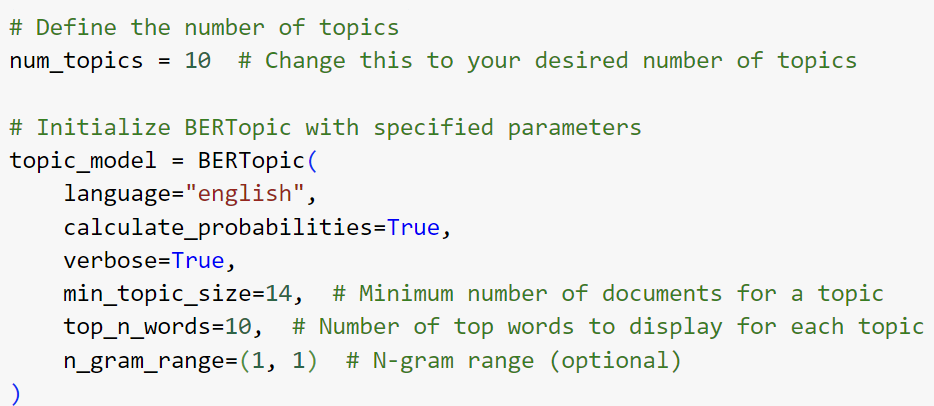 # Define the number of topics
num_topics = 10  # Change this to your desired number of topics

# Initialize BERTopic with specified parameters
topic_model = BERTopic(
    language="english",
    calculate_probabilities=True,
    verbose=True,
    min_topic_size=14,  # Minimum number of documents for a topic
    top_n_words=10,  # Number of top words to display for each topic
    n_gram_range=(1, 1)  # N-gram range (optional)
)